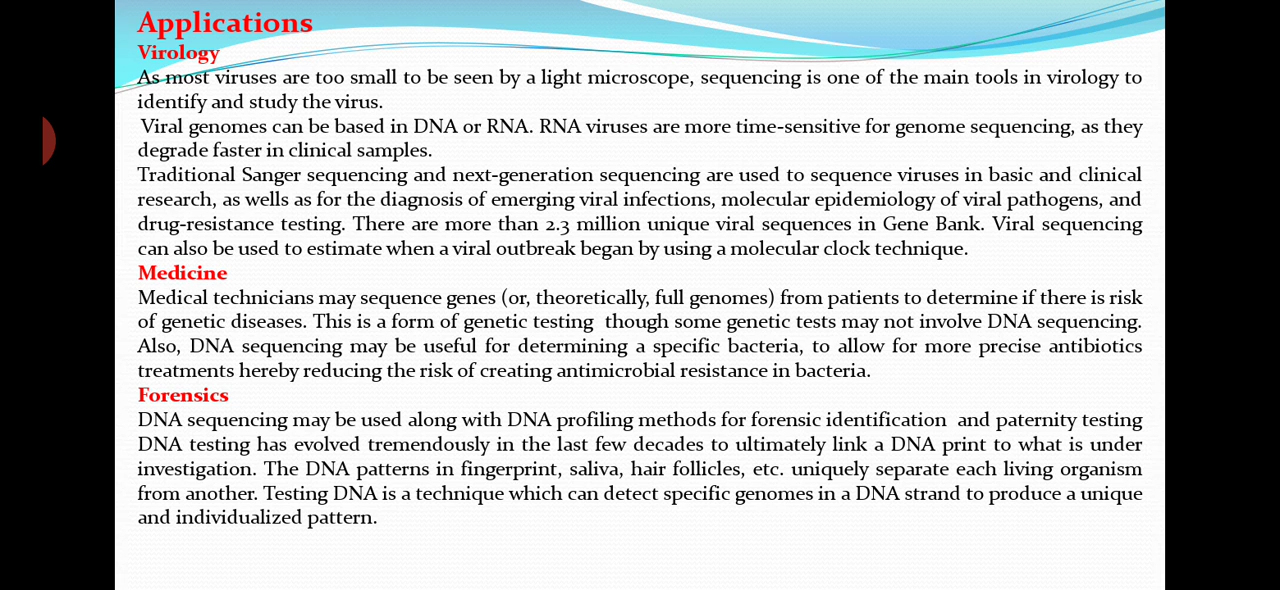 Applications
Virology
As most viruses are too small to be seen by a light microscope, sequencing is one of the main tools in virology to
identify and study the virus.
Viral genomes can be based in DNA or RNA. RNA viruses are more time-sensitive for genome sequencing, as they
degrade faster in clinical samples.
Traditional Sanger sequencing and next-generation sequencing are used to sequence viruses in basic and clinical
research, as wells as for the diagnosis of emerging viral infections, molecular epidemiology of viral pathogens, and
drug-resistance testing. There are more than 2.3 million unique viral sequences in Gene Bank. Viral sequencing
can also be used to estimate when a viral outbreak began by using a molecular clock technique.
Medicine
Medical technicians may sequence genes (or, theoretically, full genomes) from patients to determine if there is risk
of genetic diseases. This is a form of genetic testing  though some genetic tests may not involve DNA sequencing.
Also, DNA sequencing may be useful for determining a specific bacteria, to allow for more precise antibiotics
treatments hereby reducing the risk of creating antimicrobial resistance in bacteria.
Forensics
DNA sequencing may be used along with DNA profiling methods for forensic identification  and paternity testing
DNA testing has evolved tremendously in the last few decades to ultimately link a DNA print to what is under
investigation. The DNA patterns in fingerprint, saliva, hair follicles, etc. uniquely separate each living organism
from another. Testing DNA is a technique which can detect specific genomes in a DNA strand to produce a unique
and individualized pattern.